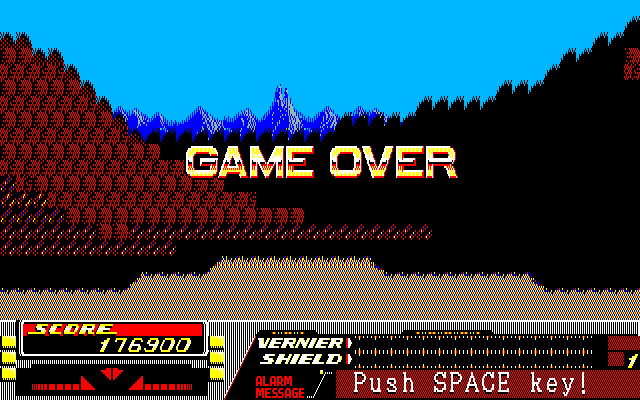 GAME OVER
SCORE
176900
VERNIER
SHIELD
1
ALARM
MESSAGE
Push SPACE key!